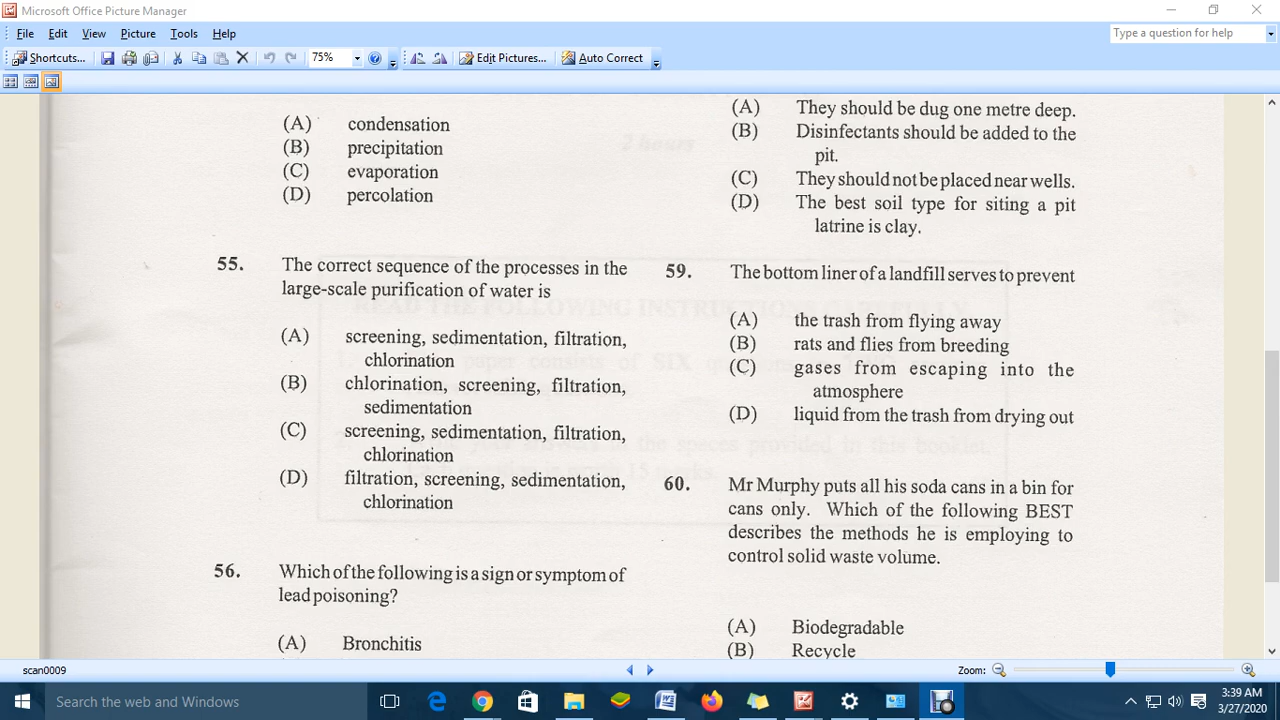 Microsoft Office Picture Manager
File Edit View Picture Tools Help
Type a question for help
Shortcuts... 75% Edit Pictures... Auto Correct
(A) condensation
(B) precipitation
(C) evaporation
(D) percolation
55. The correct sequence of the processes in the
large-scale purification of water is
(A) screening, sedimentation, filtration,
chlorination
(B) chlorination, screening, filtration,
sedimentation
(C) screening, sedimentation, filtration,
chlorination
(D) filtration, screening, sedimentation,
chlorination
56. Which of the following is a sign or symptom of
lead poisoning?
(A) Bronchitis
(A) They should be dug one metre deep.
(B) Disinfectants should be added to the
pit.
(C) They should not be placed near wells.
(D) The best soil type for siting a pit
latrine is clay.
59. The bottom liner of a landfill serves to prevent
(A) the trash from flying away
(B) rats and flies from breeding
(C) gases from escaping into the
atmosphere
(D) liquid from the trash from drying out
60. Mr Murphy puts all his soda cans in a bin for
cans only. Which of the following BEST
describes the methods he is employing to
control solid waste volume.
(A) Biodegradable
(B) Recycle
scan0009
Zoom:
Search the web and Windows
3:39 AM
3/27/2020